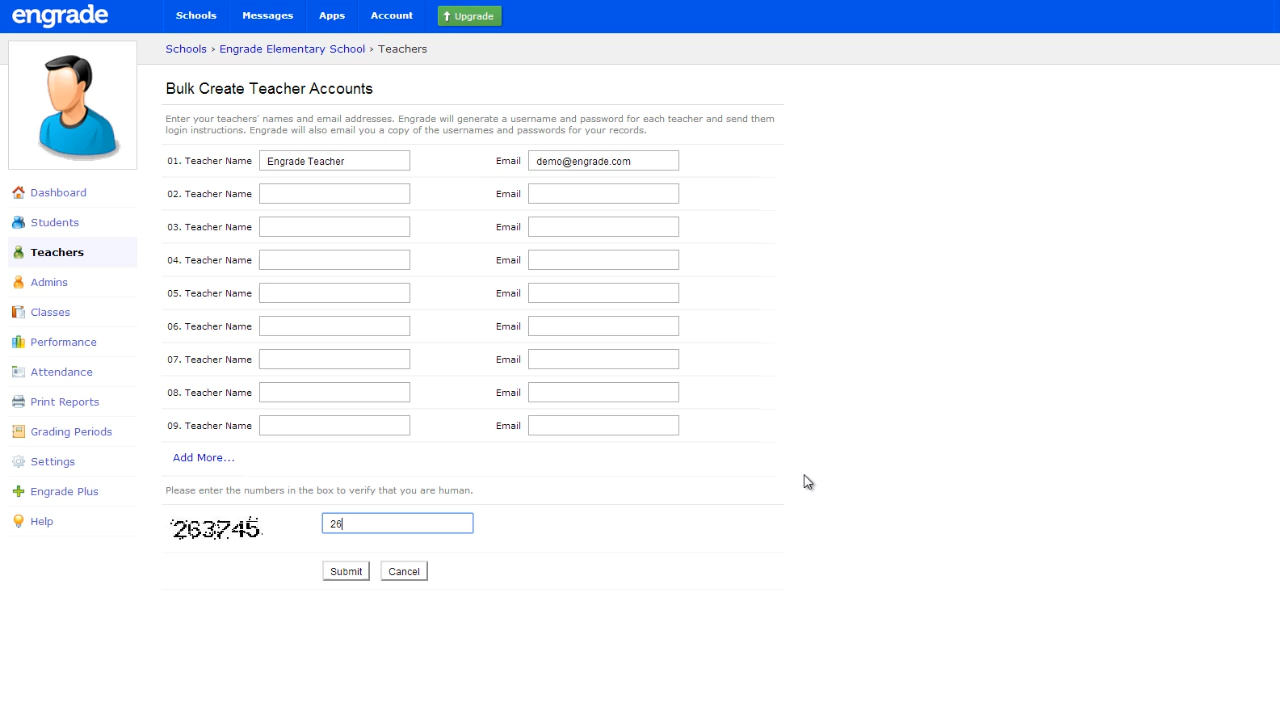 engrade
Schools Messages Apps Account Upgrade
Schools › Engrade Elementary School › Teachers
Bulk Create Teacher Accounts
Enter your teachers' names and email addresses. Engrade will generate a username and password for each teacher and send them
login instructions. Engrade will also email you a copy of the usernames and passwords for your records.
01. Teacher Name Engrade Teacher Email demo@engrade.com
02. Teacher Name Email
03. Teacher Name Email
04. Teacher Name Email
05. Teacher Name Email
06. Teacher Name Email
07. Teacher Name Email
08. Teacher Name Email
09. Teacher Name Email
Add More...
Please enter the numbers in the box to verify that you are human.
263745 26
Submit Cancel
Dashboard
Students
Teachers
Admins
Classes
Performance
Attendance
Print Reports
Grading Periods
Settings
Engrade Plus
Help